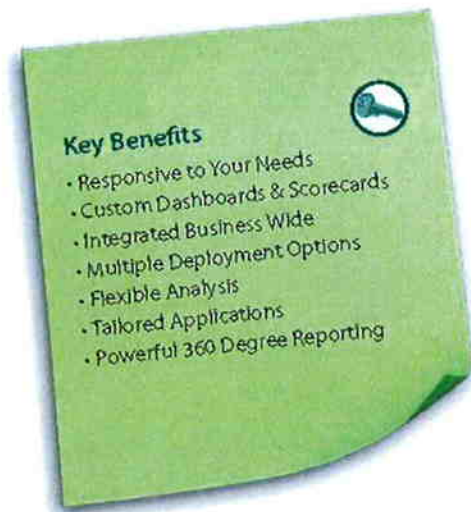 Key Benefits
• Responsive to Your Needs
• Custom Dashboards & Scorecards
• Integrated Business Wide
• Multiple Deployment Options
• Flexible Analysis
• Tailored Applications
• Powerful 360 Degree Reporting